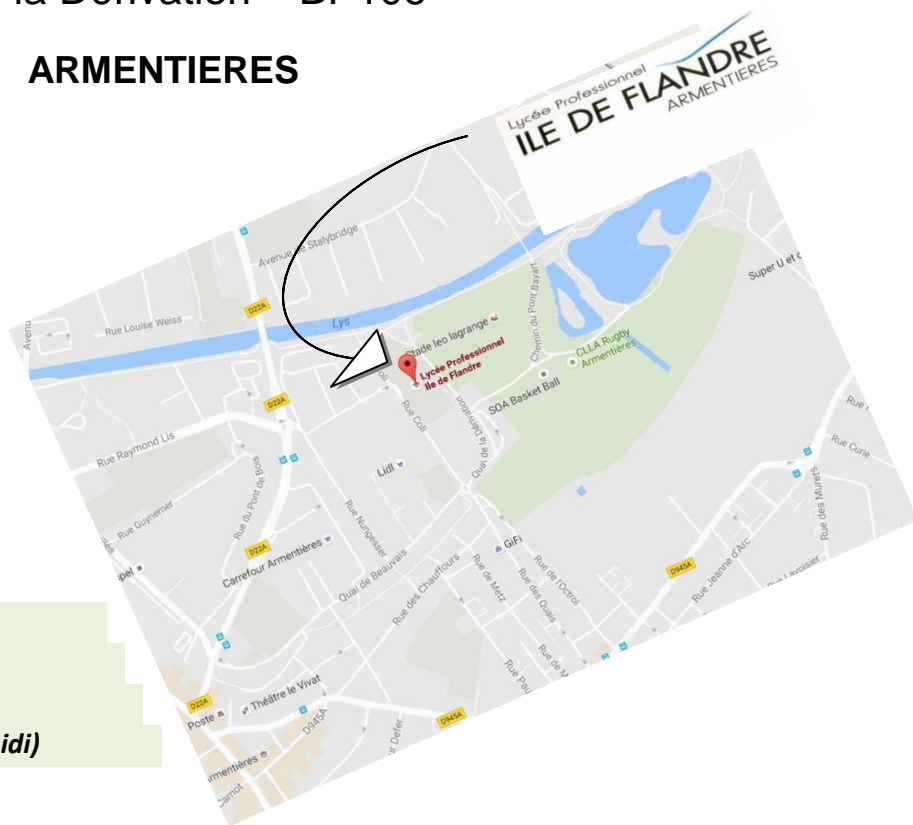 ARMENTIERES
Lycée Professionnel
ILE DE FLANDRE
ARMENTIERES
Avenue de Stalybridge
D22A
Rue Louise Weiss
Lys
Stade leo lagrange
Chemin du Pont Bayart
Super U et
CLLA Rugby
Armentières
Lycée Professionnel
Ile de Flandre
SOA Basket Ball
D22A
Rue Coli
Quai de la Dérivation
Rue Raymond Lis
Lidl
Rue Curie
Rue du Pont de Bois
Rue Guynemer
Rue Nungesser
Rue des Murets
D22A
Carrefour Armentières
GiFi
Quai de Beauvais
Rue des Chauffours
Rue de Metz
Rue de l'Octroi
Rue des Quais
D945A
Rue Jeanne d'Arc
Rue Lavoisier
D22A
Poste
Théâtre le Vivat
D945A
D945A
idi)